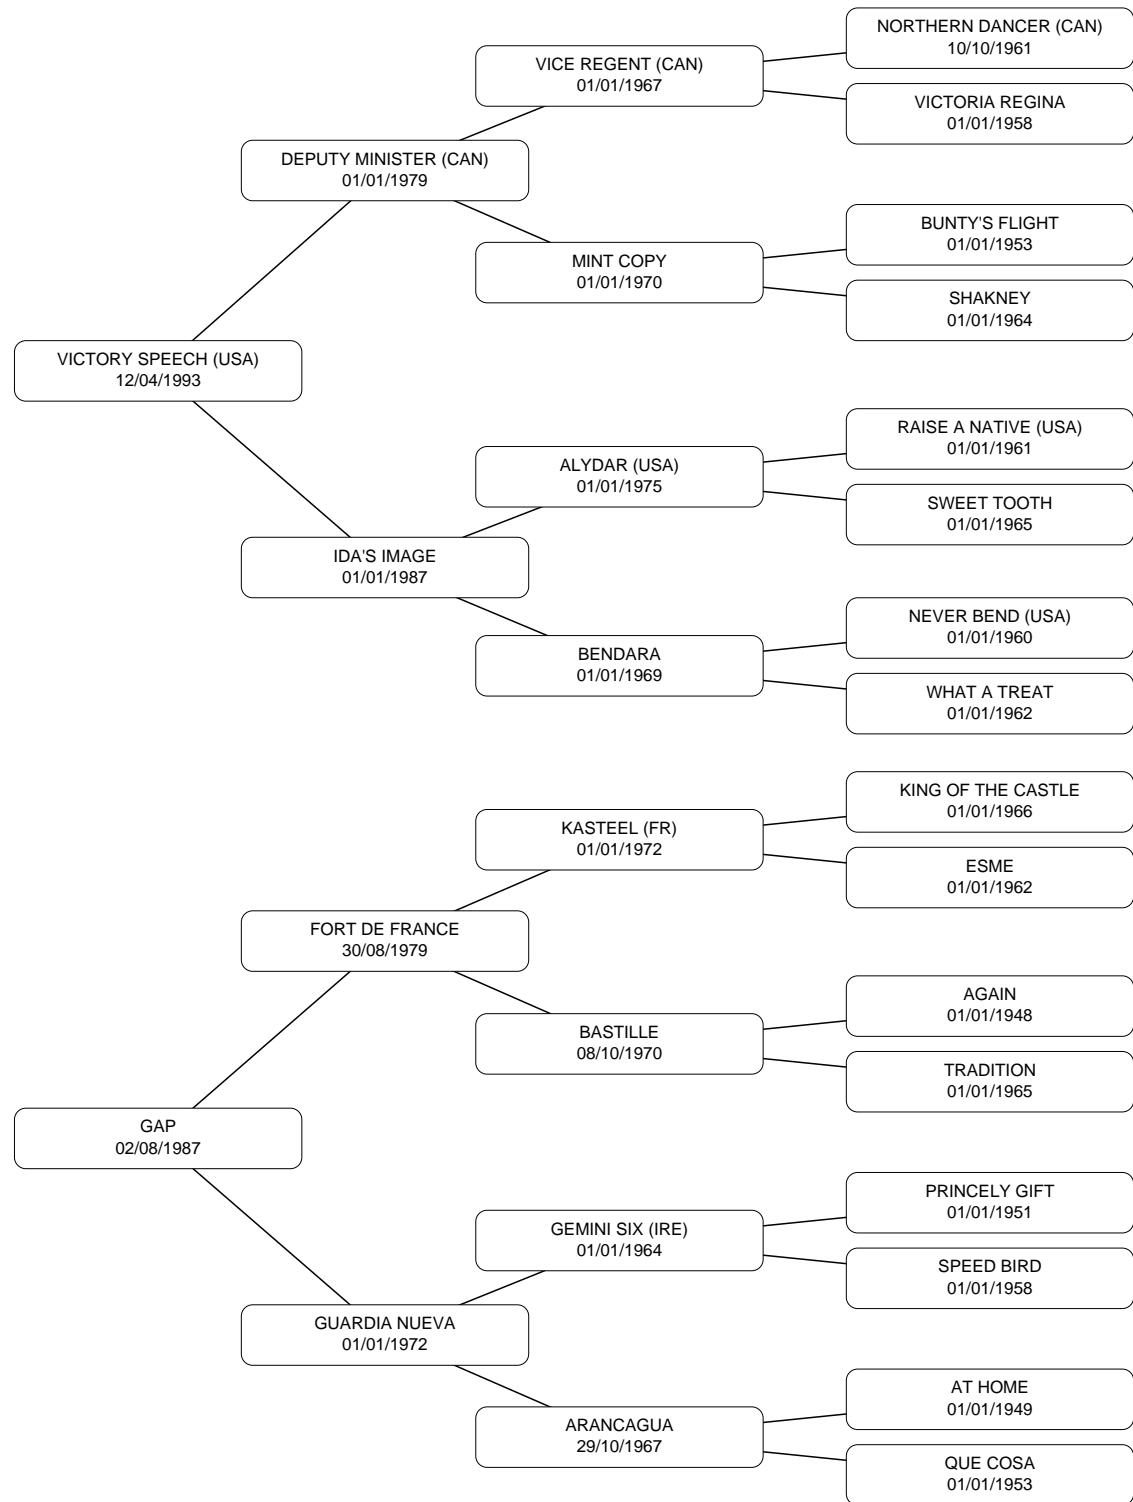 NORTHERN DANCER (CAN)
10/10/1961
VICE REGENT (CAN)
01/01/1967
VICTORIA REGINA
01/01/1958
DEPUTY MINISTER (CAN)
01/01/1979
BUNTY'S FLIGHT
01/01/1953
MINT COPY
01/01/1970
SHAKNEY
01/01/1964
VICTORY SPEECH (USA)
12/04/1993
RAISE A NATIVE (USA)
01/01/1961
ALYDAR (USA)
01/01/1975
SWEET TOOTH
01/01/1965
IDA'S IMAGE
01/01/1987
NEVER BEND (USA)
01/01/1960
BENDARA
01/01/1969
WHAT A TREAT
01/01/1962
KING OF THE CASTLE
01/01/1966
KASTEEL (FR)
01/01/1972
ESME
01/01/1962
FORT DE FRANCE
30/08/1979
AGAIN
01/01/1948
BASTILLE
08/10/1970
TRADITION
01/01/1965
GAP
02/08/1987
PRINCELY GIFT
01/01/1951
GEMINI SIX (IRE)
01/01/1964
SPEED BIRD
01/01/1958
GUARDIA NUEVA
01/01/1972
AT HOME
01/01/1949
ARANCAGUA
29/10/1967
QUE COSA
01/01/1953